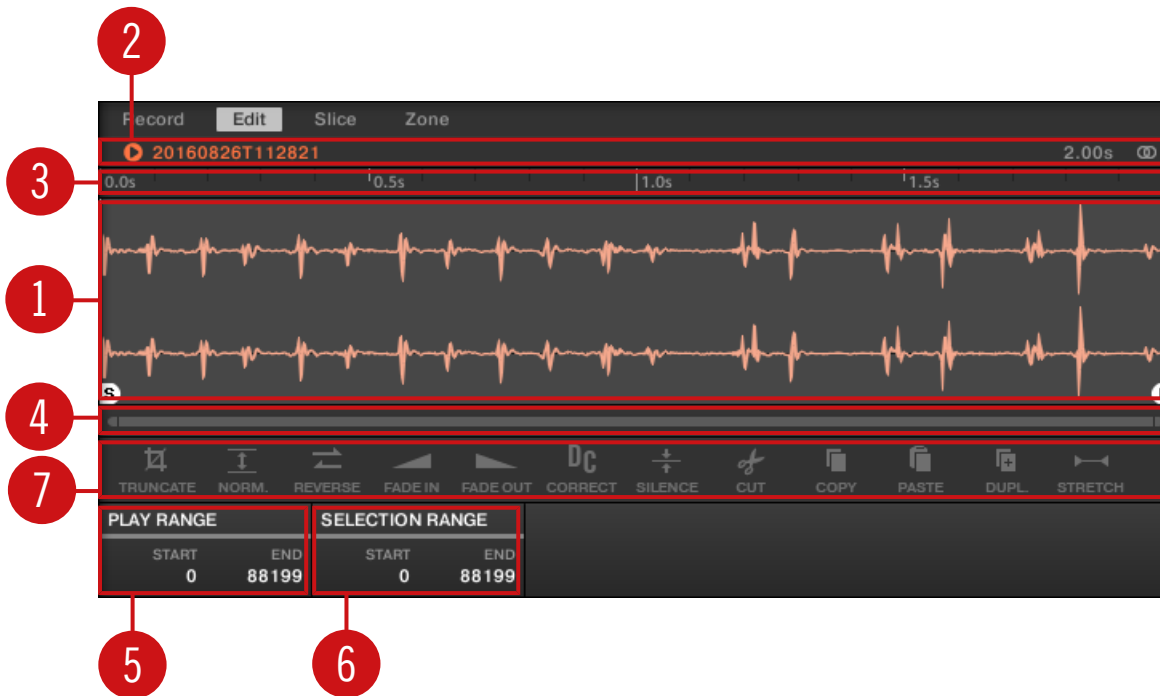 2
Record Edit Slice Zone
20160826T112821 2.00s
3
0.0s 0.5s 1.0s 1.5s
1
S
4
7
TRUNCATE NORM. REVERSE FADE IN FADE OUT DC CORRECT SILENCE CUT COPY PASTE DUPL. STRETCH
PLAY RANGE SELECTION RANGE
START END START END
0 88199 0 88199
5 6